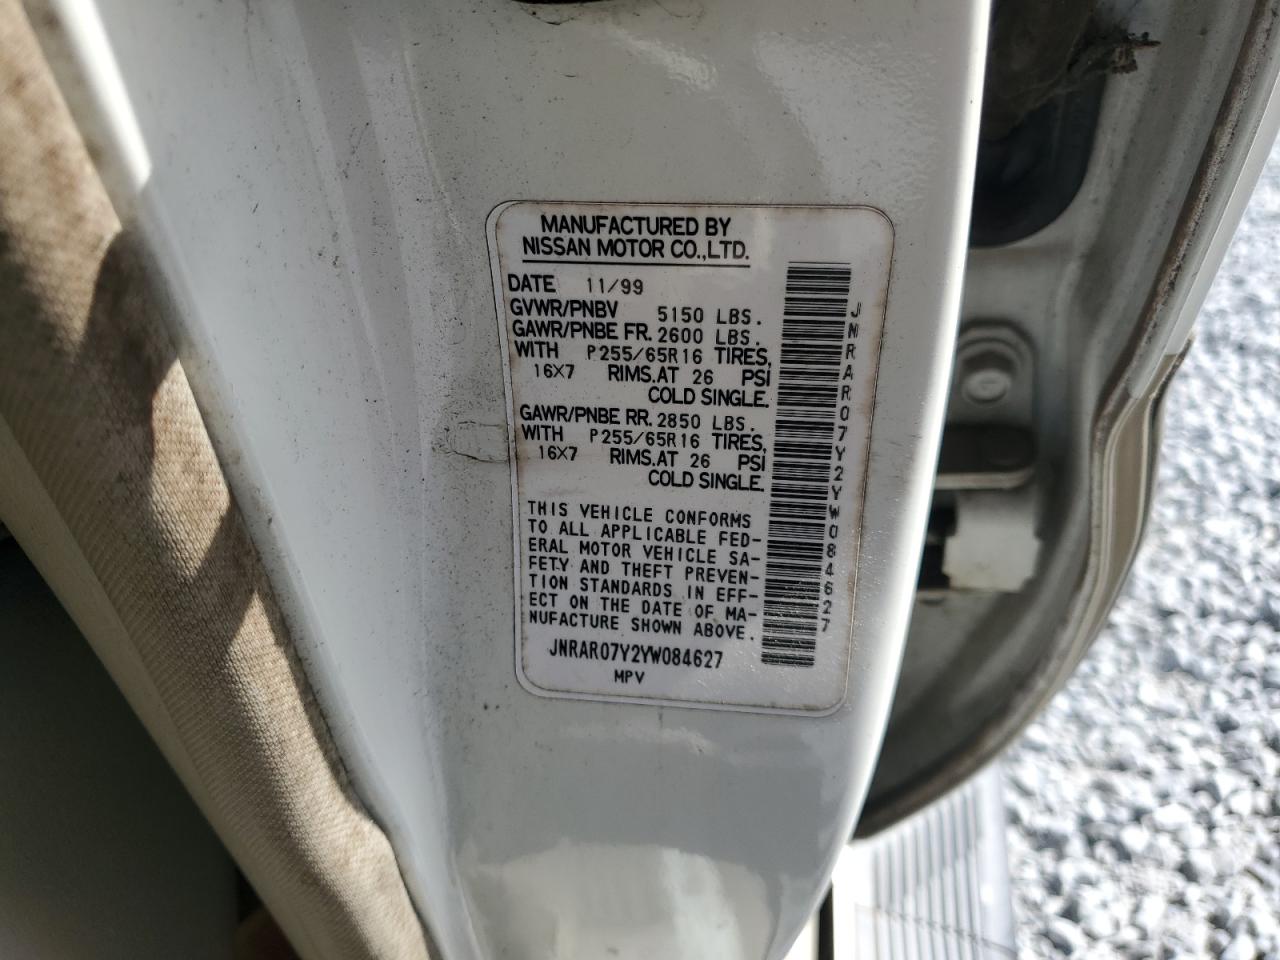 MANUFACTURED BY
NISSAN MOTOR CO.,LTD.
DATE 11/99
GVWR/PNBV 5150 LBS.
GAWR/PNBE FR. 2600 LBS.
WITH P255/65R16 TIRES,
16X7 RIMS.AT 26 PSI
COLD SINGLE.
GAWR/PNBE RR. 2850 LBS.
WITH P255/65R16 TIRES,
16X7 RIMS.AT 26 PSI
COLD SINGLE.
THIS VEHICLE CONFORMS
TO ALL APPLICABLE FED-
ERAL MOTOR VEHICLE SA-
FETY AND THEFT PREVEN-
TION STANDARDS IN EFF-
ECT ON THE DATE OF MA-
NUFACTURE SHOWN ABOVE.
JNRAR07Y2YW084627
MPV
JNRAR07Y2YW084627